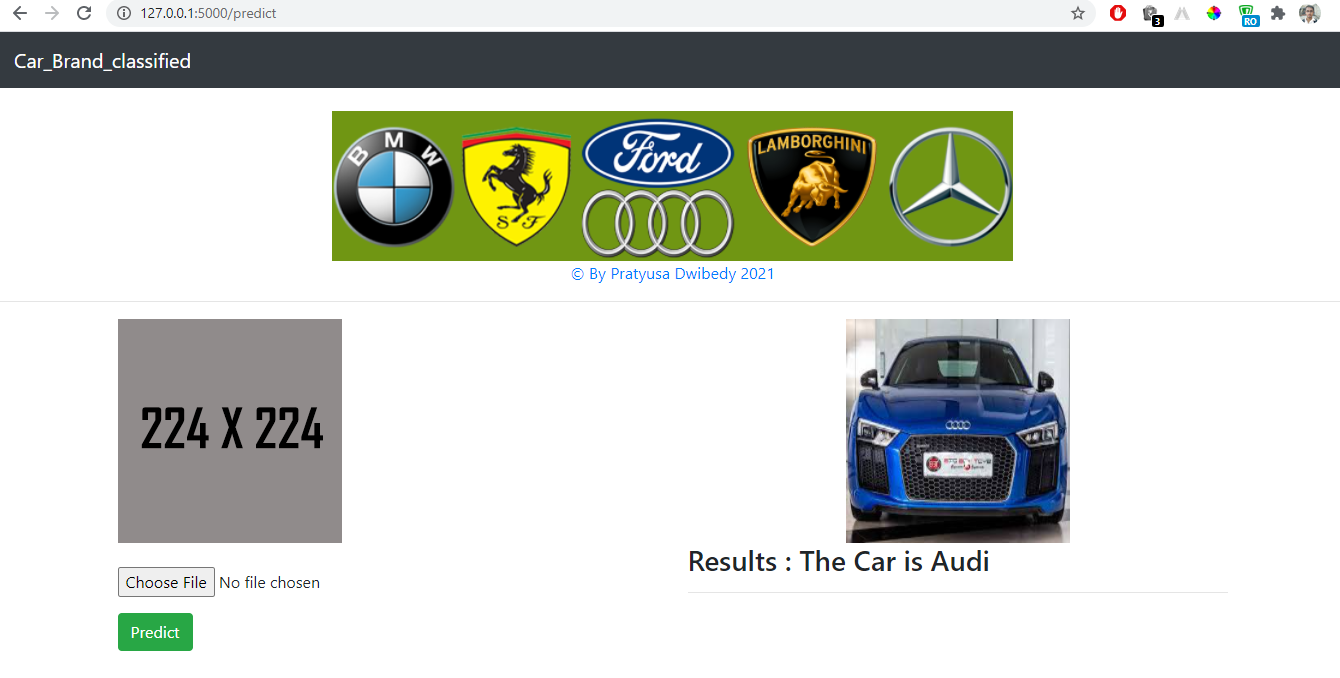 127.0.0.1:5000/predict
3
RO
Car_Brand_classified
BMW
Ford
LAMBORGHINI
S F
© By Pratyusa Dwibedy 2021
224 X 224
Results : The Car is Audi
Choose File No file chosen
Predict